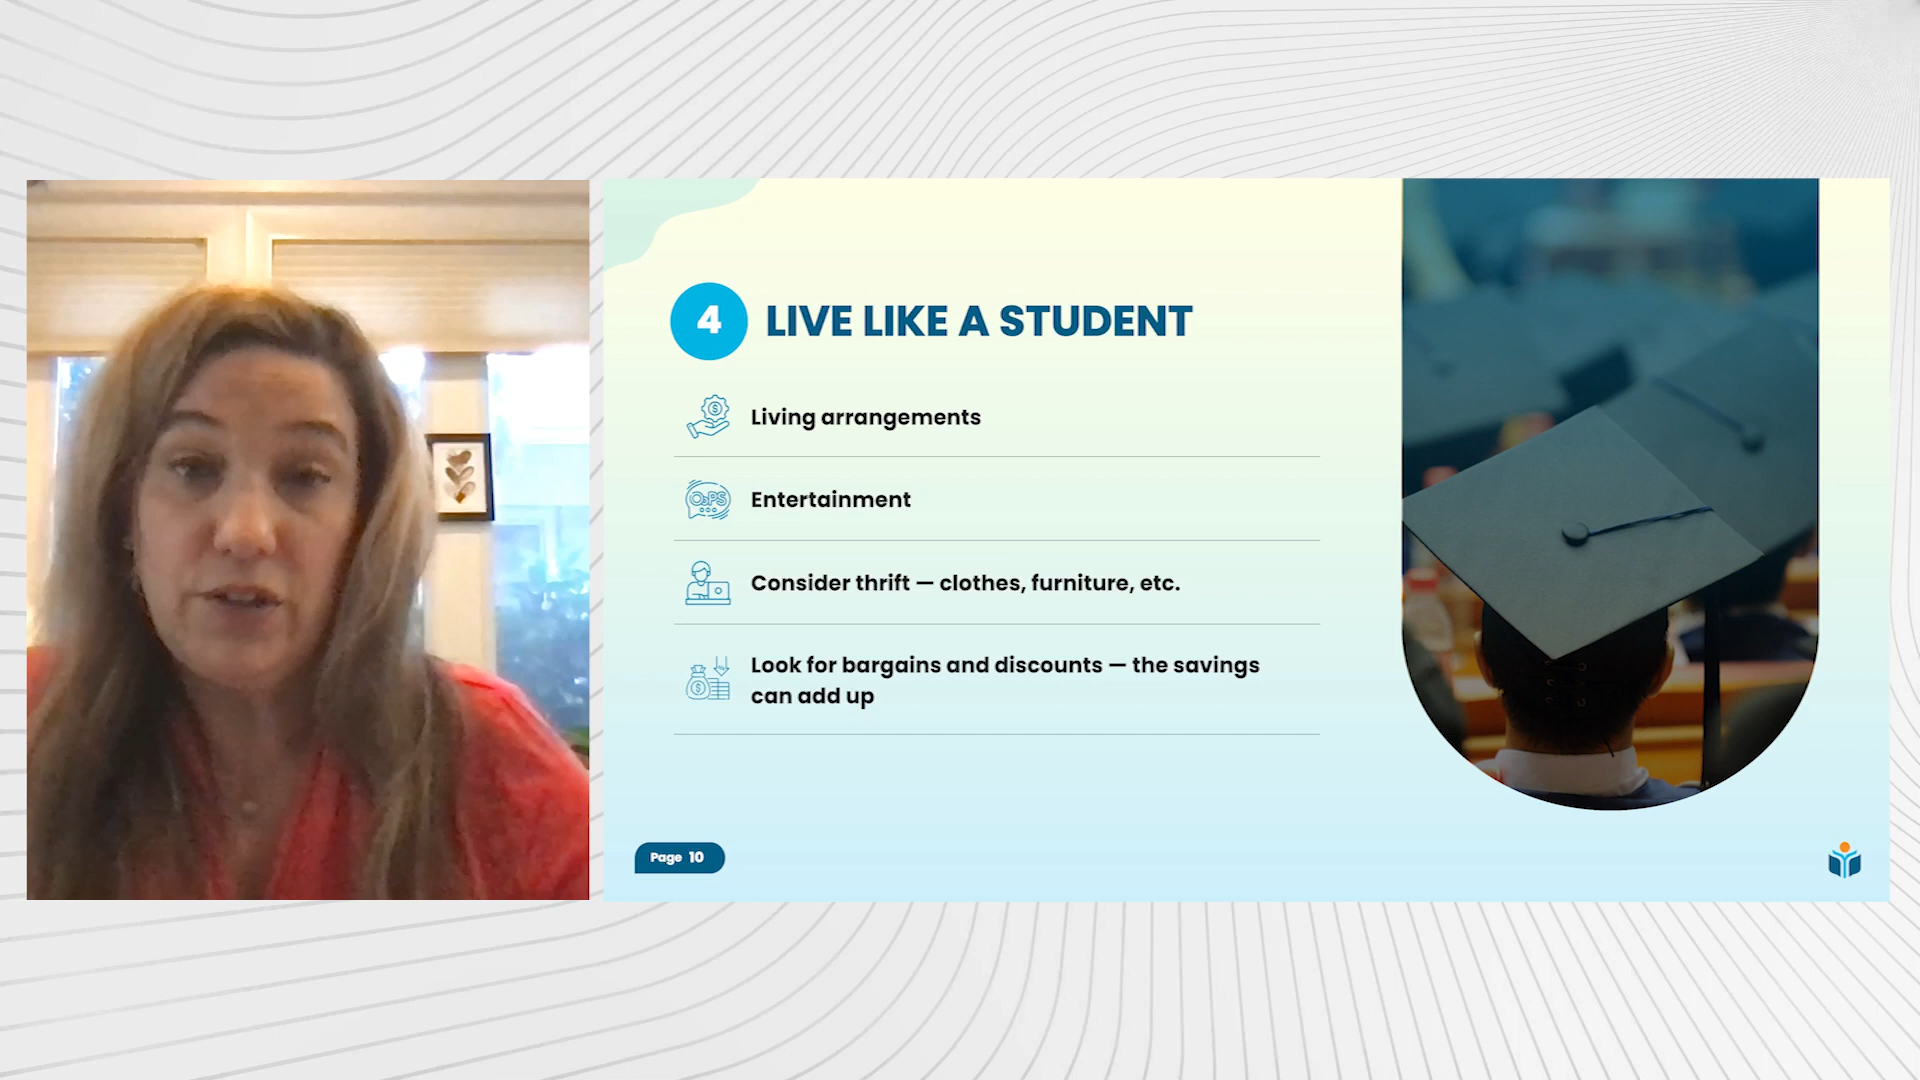 4 LIVE LIKE A STUDENT
Living arrangements
OOPS
Entertainment
Consider thrift — clothes, furniture, etc.
Look for bargains and discounts — the savings
can add up
Page 10